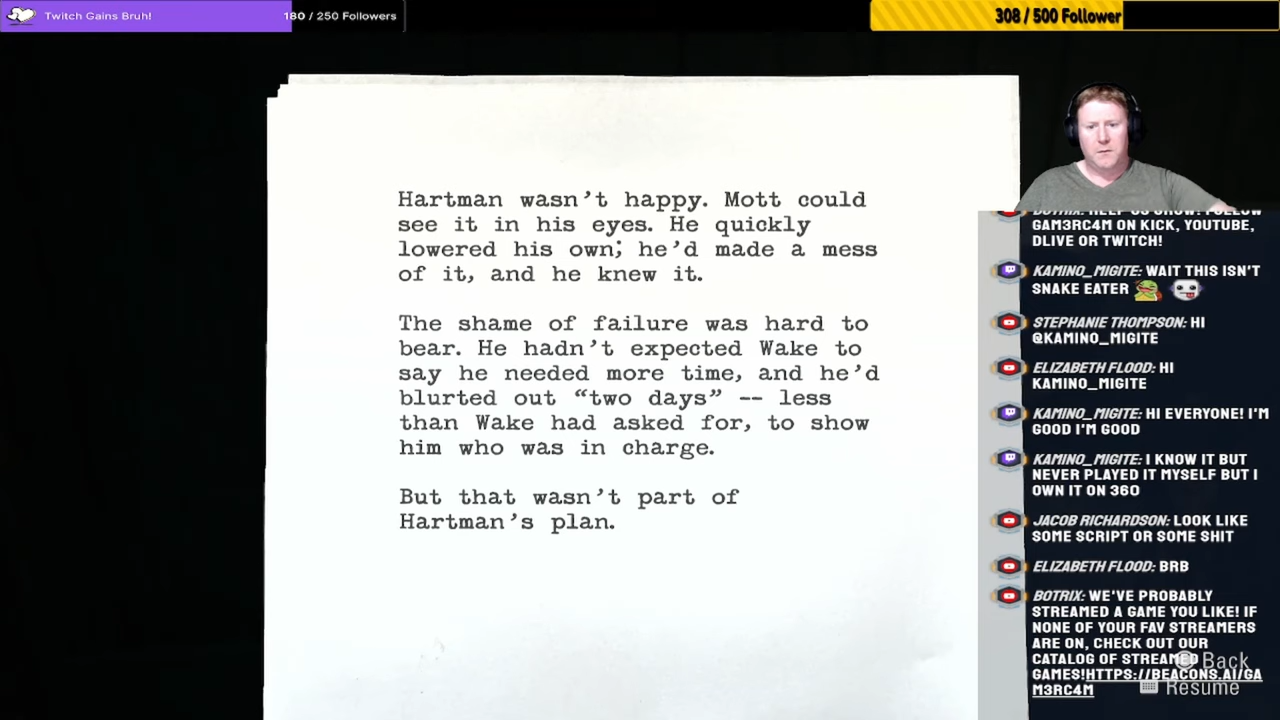 Twitch Gains Bruh!
180 / 250 Followers
308 / 500 Follower
Hartman wasn't happy. Mott could
see it in his eyes. He quickly
lowered his own; he'd made a mess
of it, and he knew it.
The shame of failure was hard to
bear. He hadn't expected Wake to
say he needed more time, and he'd
blurted out “two days” -- less
than Wake had asked for, to show
him who was in charge.
But that wasn't part of
Hartman's plan.
BOTRIX: HELP US GROW! FOLLOW
GAM3RC4M ON KICK, YOUTUBE,
DLIVE OR TWITCH!
KAMINO_MIGITE: WAIT THIS ISN'T
SNAKE EATER
STEPHANIE THOMPSON: HI
@KAMINO_MIGITE
ELIZABETH FLOOD: HI
KAMINO_MIGITE
KAMINO_MIGITE: HI EVERYONE! I'M
GOOD I'M GOOD
KAMINO_MIGITE: I KNOW IT BUT
NEVER PLAYED IT MYSELF BUT I
OWN IT ON 360
JACOB RICHARDSON: LOOK LIKE
SOME SCRIPT OR SOME SHIT
ELIZABETH FLOOD: BRB
BOTRIX: WE'VE PROBABLY
STREAMED A GAME YOU LIKE! IF
NONE OF YOUR FAV STREAMERS
ARE ON, CHECK OUT OUR
CATALOG OF STREAMED
GAMES!HTTPS://BEACONS.AI/GA
M3RC4M
Back
Resume